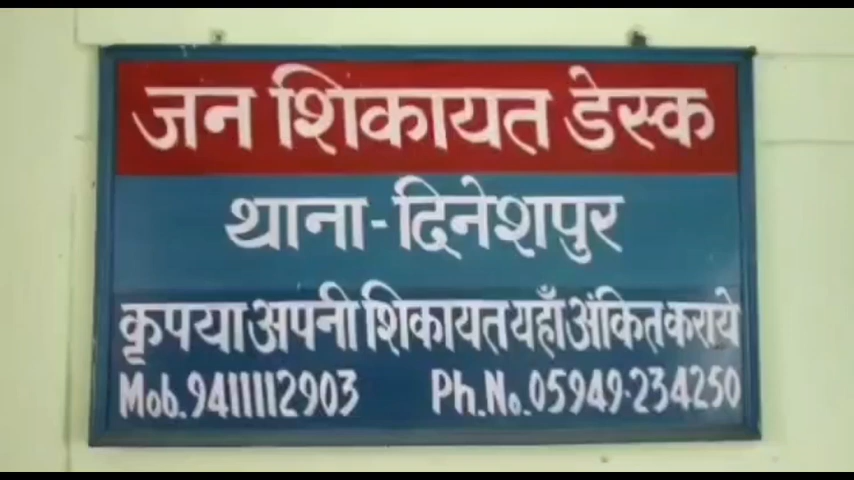 जन शिकायत डेस्क
थाना-दिनेशपुर
कृपया अपनी शिकायत यहाँ अंकित कराये
Mob.9411112903 Ph.No.05949-234250